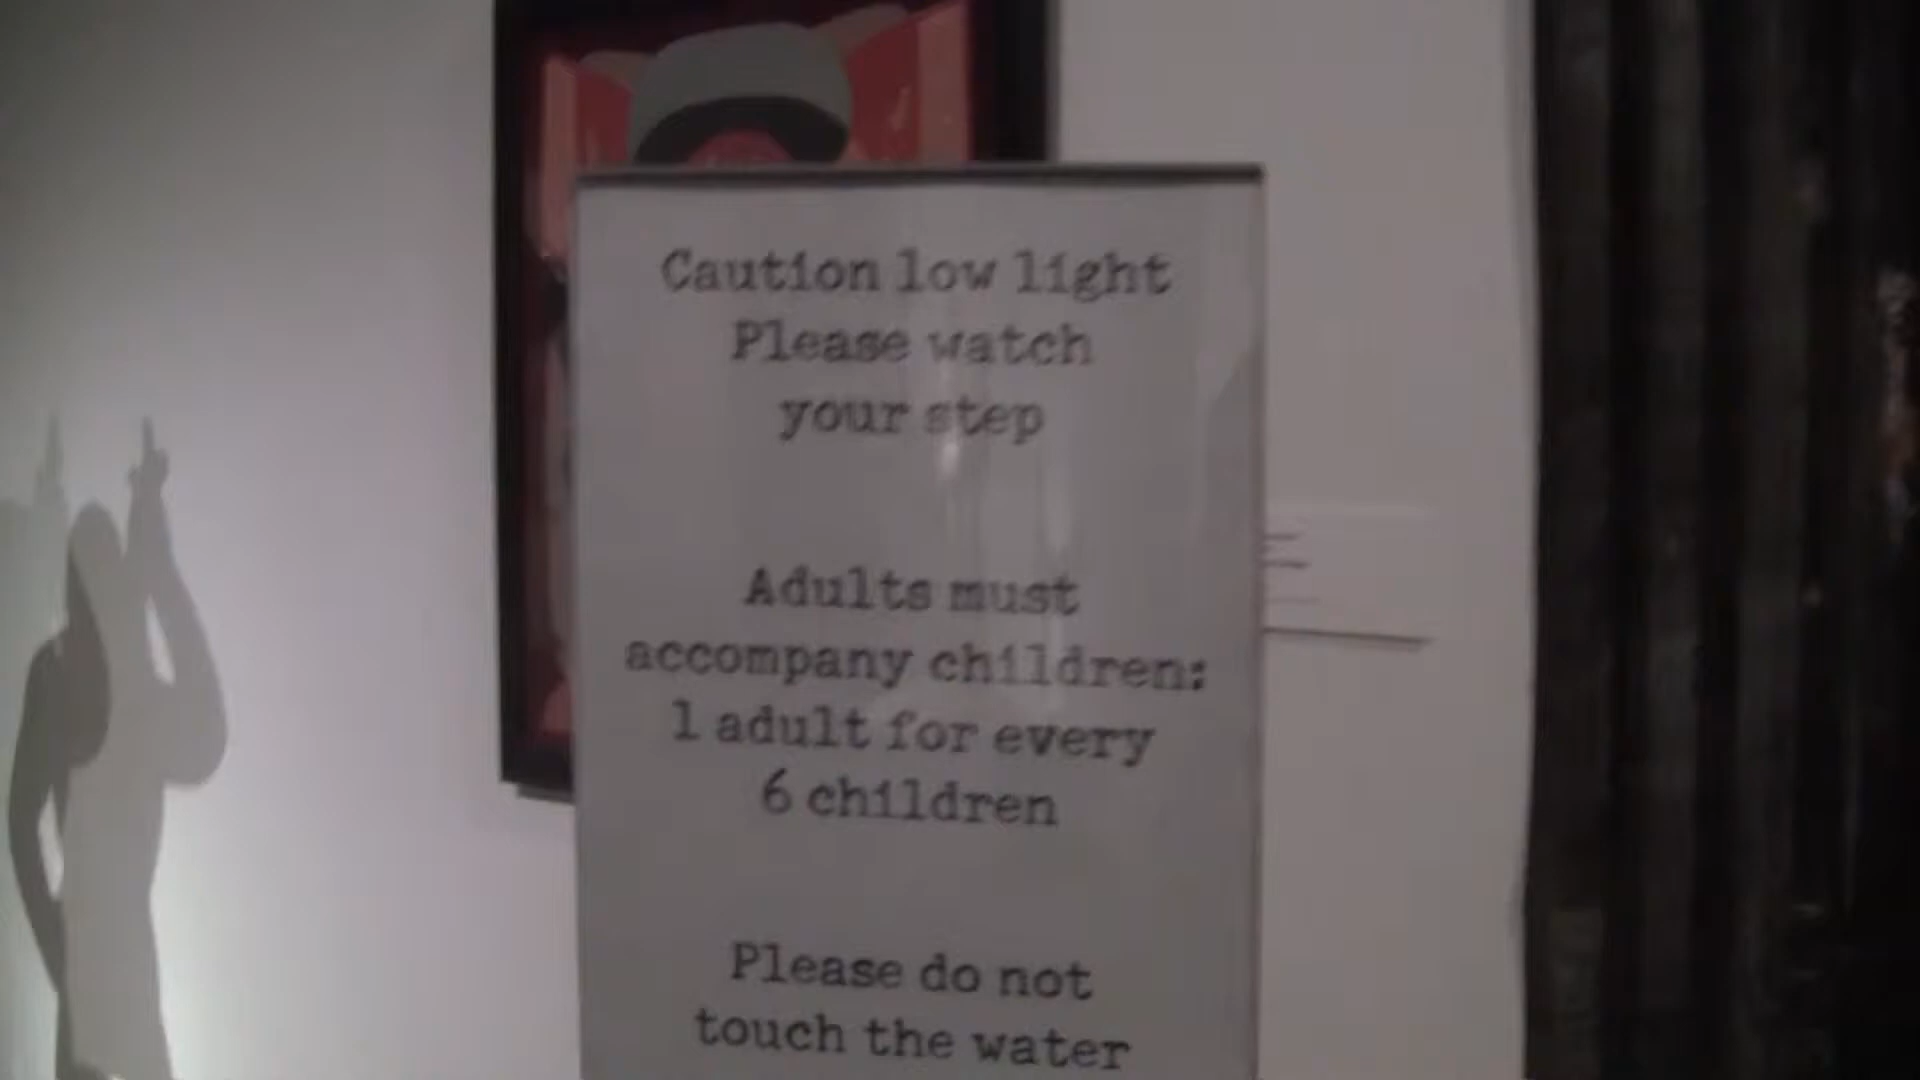 Caution low light
Please watch
your step
Adults must
accompany children:
1 adult for every
6 children
Please do not
touch the water